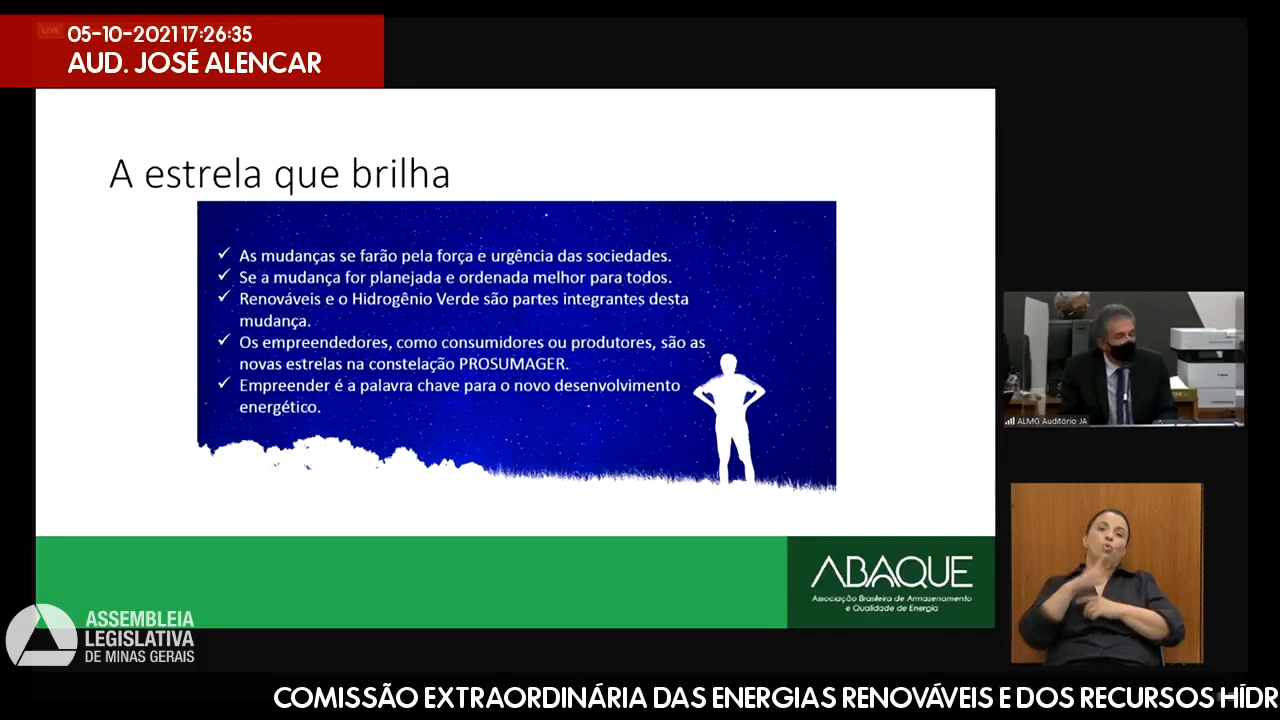 LIVE
05-10-2021 17:26:35
AUD. JOSÉ ALENCAR
A estrela que brilha
✓ As mudanças se farão pela força e urgência das sociedades.
✓ Se a mudança for planejada e ordenada melhor para todos.
✓ Renováveis e o Hidrogênio Verde são partes integrantes desta
mudança.
✓ Os empreendedores, como consumidores ou produtores, são as
novas estrelas na constelação PROSUMAGER.
✓ Empreender é a palavra chave para o novo desenvolvimento
energético.
ALMG Auditório JA
ABAQUE
Associação Brasileira de Armazenamento
e Qualidade de Energia
ASSEMBLEIA
LEGISLATIVA
DE MINAS GERAIS
COMISSÃO EXTRAORDINÁRIA DAS ENERGIAS RENOVÁVEIS E DOS RECURSOS HÍDR